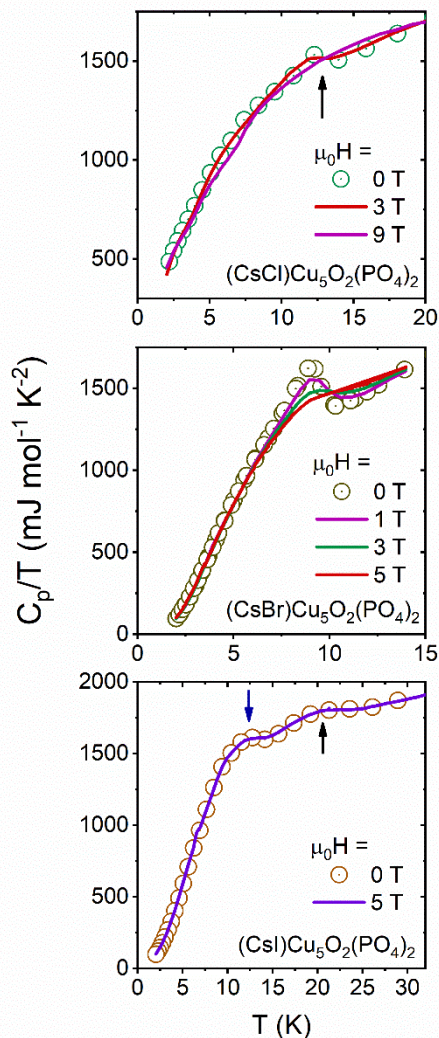 C_p/T (mJ mol⁻¹ K⁻²)
1500
1000
500
μ₀H =
0 T
3 T
9 T
(CsCl)Cu₅O₂(PO₄)₂
0 5 10 15 20
1500
1000
500
0
μ₀H =
0 T
1 T
3 T
5 T
(CsBr)Cu₅O₂(PO₄)₂
0 5 10 15
2000
1500
1000
500
0
μ₀H =
0 T
5 T
(CsI)Cu₅O₂(PO₄)₂
0 5 10 15 20 25 30
T (K)